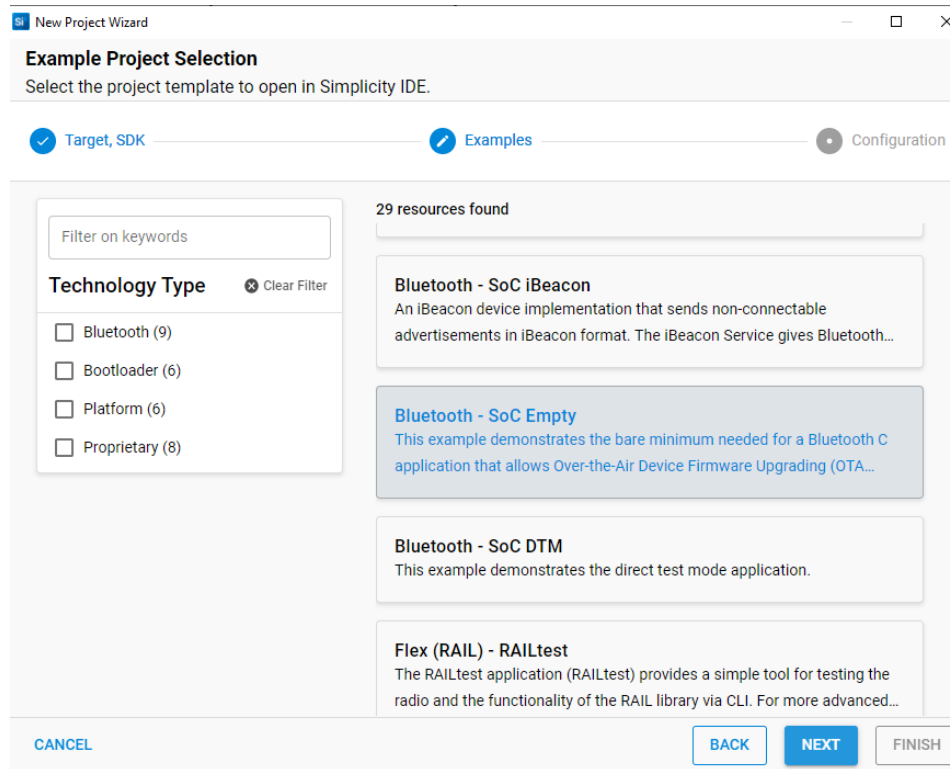 Si New Project Wizard
Example Project Selection
Select the project template to open in Simplicity IDE.
Target, SDK
Examples
Configuration
Filter on keywords
Technology Type
Clear Filter
Bluetooth (9)
Bootloader (6)
Platform (6)
Proprietary (8)
29 resources found
Bluetooth - SoC iBeacon
An iBeacon device implementation that sends non-connectable
advertisements in iBeacon format. The iBeacon Service gives Bluetooth...
Bluetooth - SoC Empty
This example demonstrates the bare minimum needed for a Bluetooth C
application that allows Over-the-Air Device Firmware Upgrading (OTA...
Bluetooth - SoC DTM
This example demonstrates the direct test mode application.
Flex (RAIL) - RAILtest
The RAILtest application (RAILtest) provides a simple tool for testing the
radio and the functionality of the RAIL library via CLI. For more advanced...
CANCEL
BACK
NEXT
FINISH